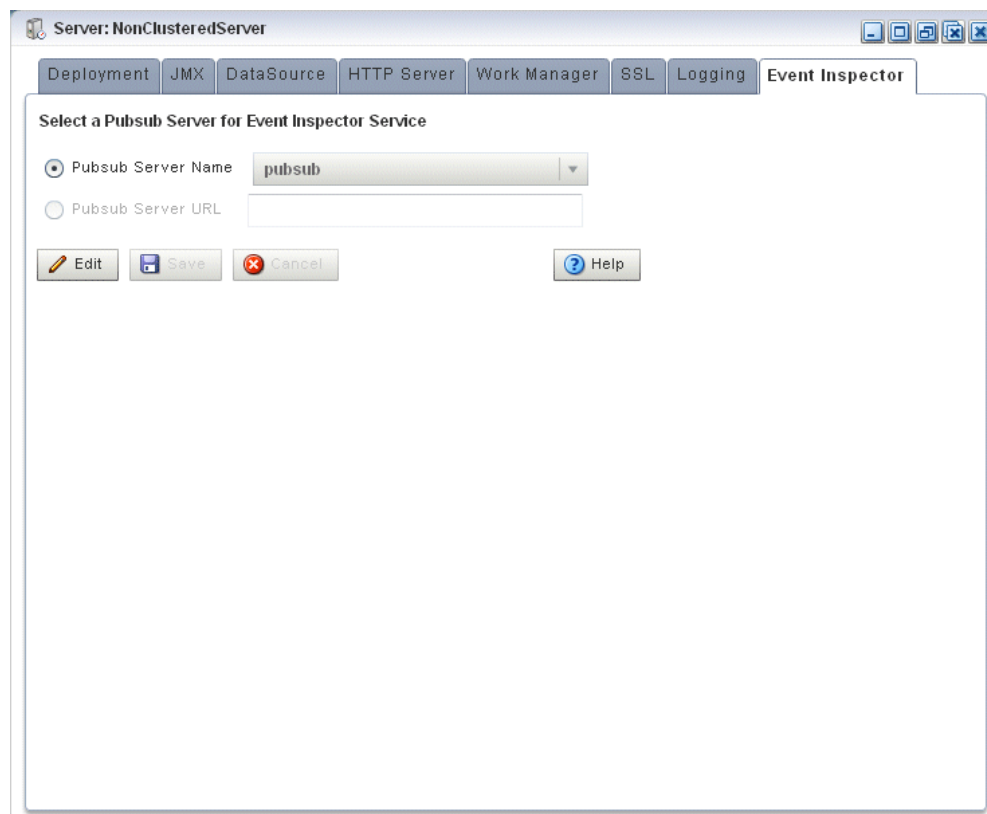 Server: NonClusteredServer
Deployment JMX DataSource HTTP Server Work Manager SSL Logging Event Inspector
Select a Pubsub Server for Event Inspector Service
Pubsub Server Name pubsub
Pubsub Server URL
Edit Save Cancel Help